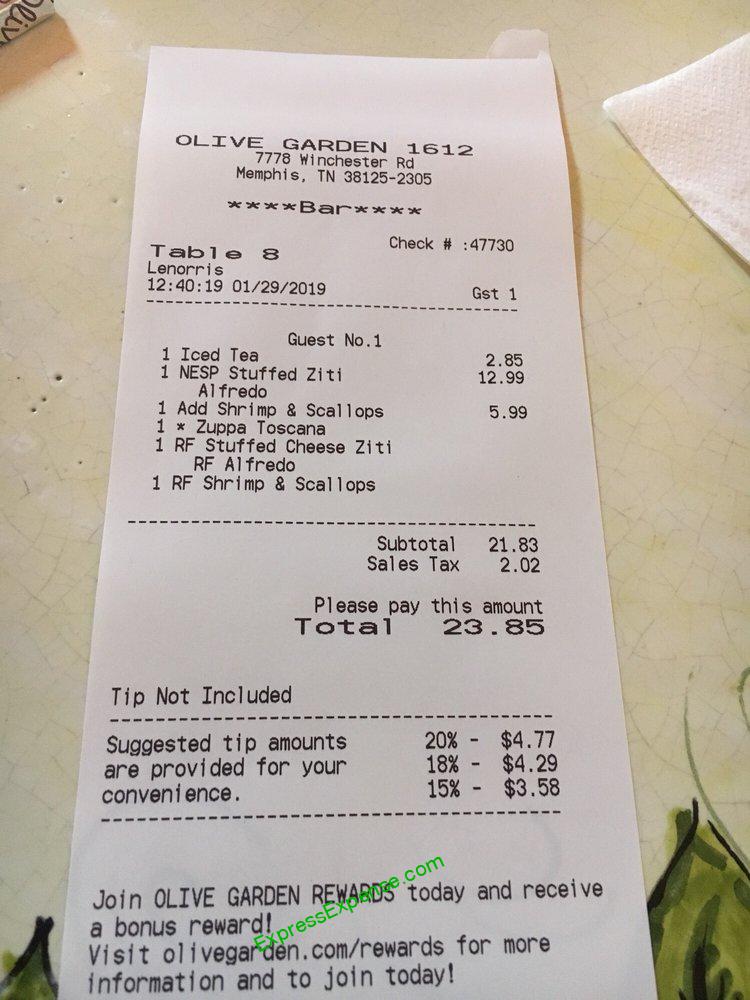 OLIVE GARDEN 1612
7778 Winchester Rd
Memphis, TN 38125-2305
****Bar****
Check # :47730
Table 8
Lenorris
12:40:19 01/29/2019 Gst 1
Guest No.1
1 Iced Tea 2.85
1 NESP Stuffed Ziti 12.99
Alfredo
1 Add Shrimp & Scallops 5.99
1 * Zuppa Toscana
1 RF Stuffed Cheese Ziti
RF Alfredo
1 RF Shrimp & Scallops
Subtotal 21.83
Sales Tax 2.02
Please pay this amount
Total 23.85
Tip Not Included
Suggested tip amounts 20% - $4.77
are provided for your 18% - $4.29
convenience. 15% - $3.58
Join OLIVE GARDEN REWARDS today and receive
a bonus reward!
Visit olivegarden.com/rewards for more
information and to join today!
ExpressExpense.com